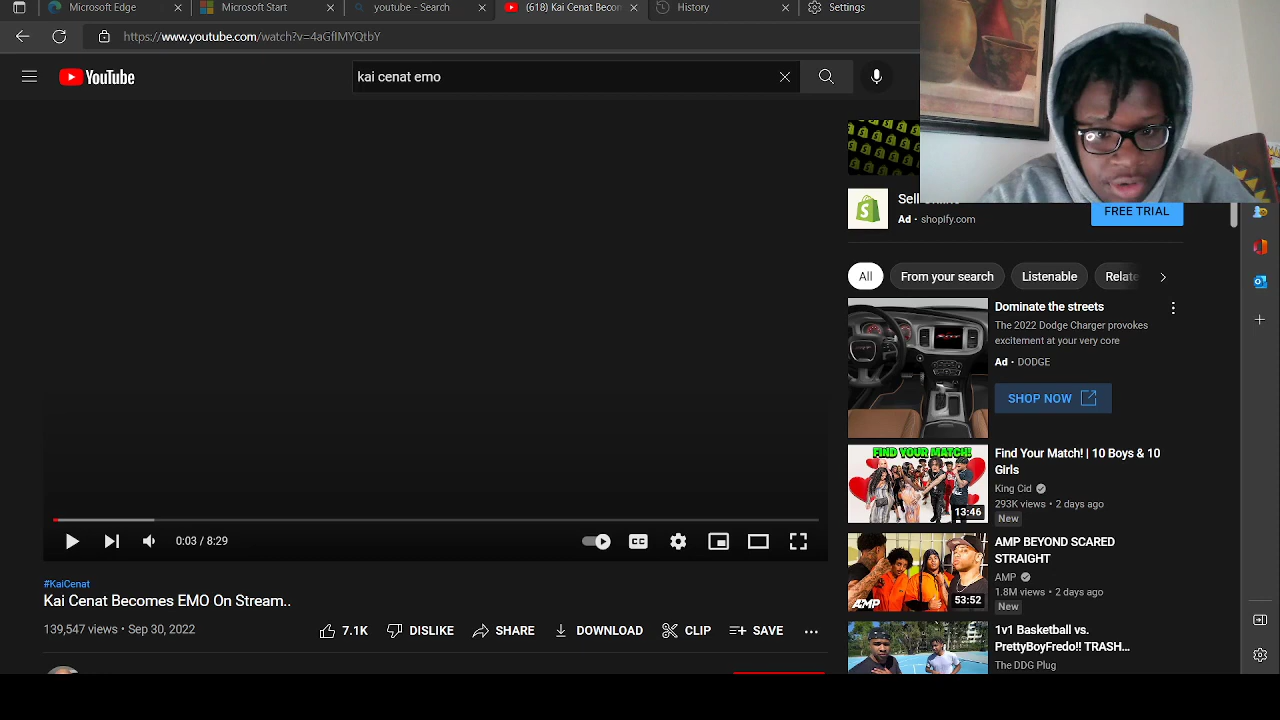 Microsoft Edge
Microsoft Start
youtube - Search
(618) Kai Cenat Becom
History
Settings
https://www.youtube.com/watch?v=4aGfIMYQtbY
YouTube
kai cenat emo
Sell
Ad • shopify.com
FREE TRIAL
All
From your search
Listenable
Relate
Dominate the streets
The 2022 Dodge Charger provokes
excitement at your very core
Ad • DODGE
SHOP NOW
FIND YOUR MATCH!
13:46
Find Your Match! | 10 Boys & 10
Girls
King Cid
293K views • 2 days ago
New
AMP
53:52
AMP BEYOND SCARED
STRAIGHT
AMP
1.8M views • 2 days ago
New
1v1 Basketball vs.
PrettyBoyFredo!! TRASH...
The DDG Plug
0:03 / 8:29
CC
#KaiCenat
Kai Cenat Becomes EMO On Stream..
139,547 views • Sep 30, 2022
7.1K
DISLIKE
SHARE
DOWNLOAD
CLIP
SAVE